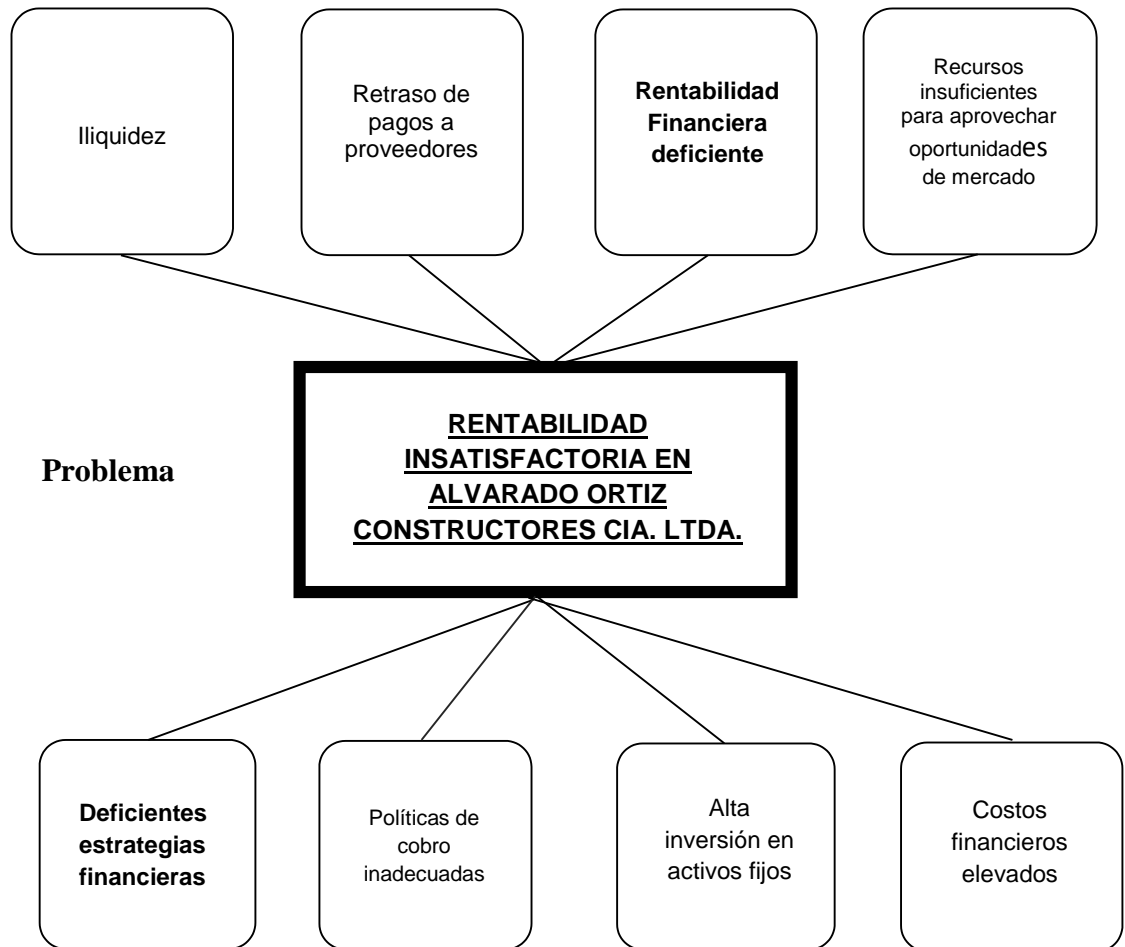 Iliquidez
Retraso de
pagos a
proveedores
Rentabilidad
Financiera
deficiente
Recursos
insuficientes
para aprovechar
oportunidades
de mercado
Problema
RENTABILIDAD
INSATISFACTORIA EN
ALVARADO ORTIZ
CONSTRUCTORES CIA. LTDA.
Deficientes
estrategias
financieras
Políticas de
cobro
inadecuadas
Alta
inversión en
activos fijos
Costos
financieros
elevados